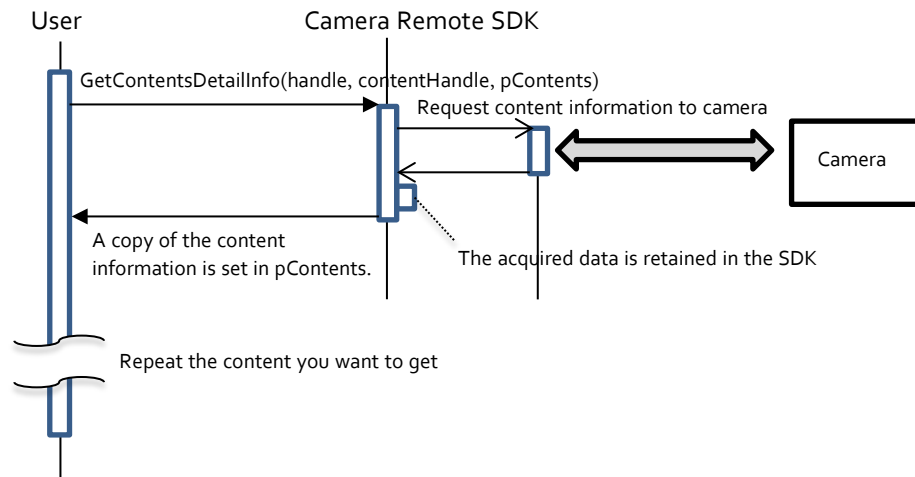 User
Camera Remote SDK
GetContentsDetailInfo(handle, contentHandle, pContents)
Request content information to camera
Camera
A copy of the content
information is set in pContents.
The acquired data is retained in the SDK
Repeat the content you want to get